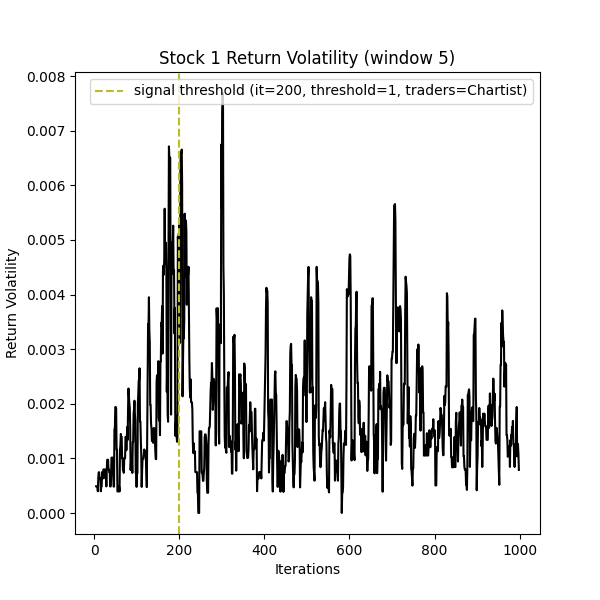 Stock 1 Return Volatility (window 5)
signal threshold (it=200, threshold=1, traders=Chartist)
0.008
0.007
0.006
0.005
0.004
0.003
0.002
0.001
0.000
Return Volatility
0 200 400 600 800 1000
Iterations